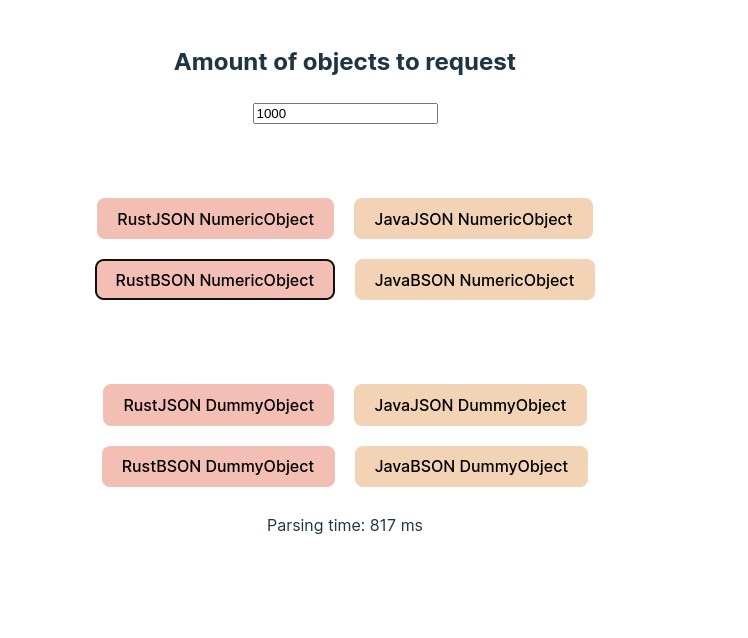 Amount of objects to request
1000
RustJSON NumericObject
JavaJSON NumericObject
RustBSON NumericObject
JavaBSON NumericObject
RustJSON DummyObject
JavaJSON DummyObject
RustBSON DummyObject
JavaBSON DummyObject
Parsing time: 817 ms